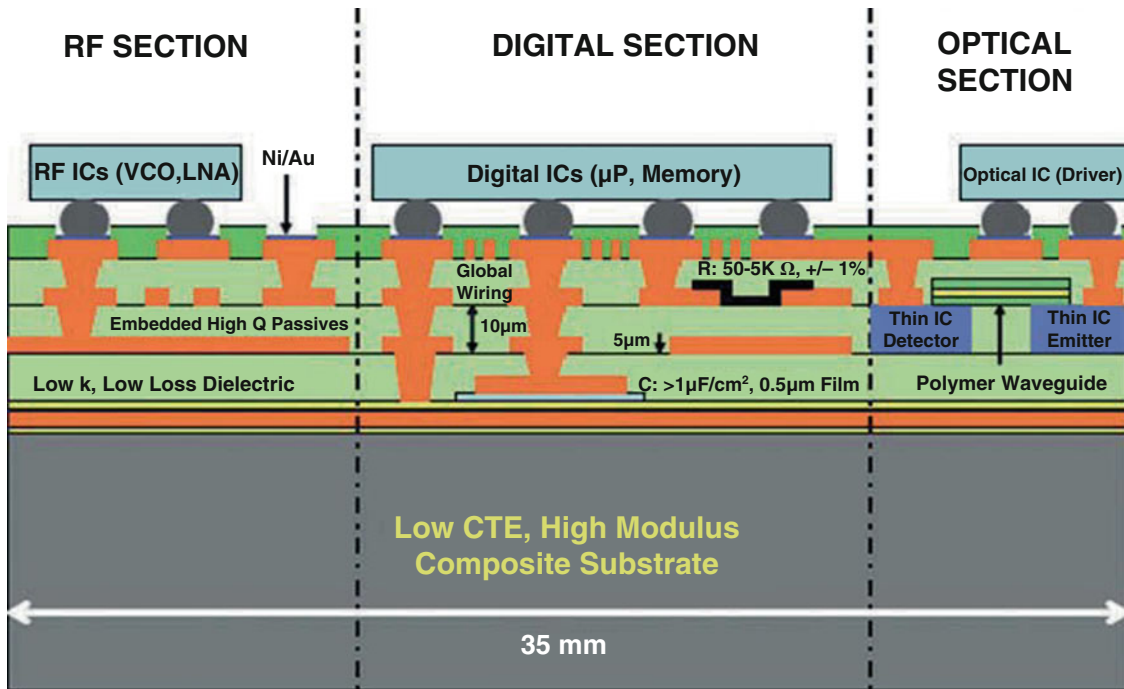 RF SECTION
DIGITAL SECTION
OPTICAL
SECTION
RF ICs (VCO,LNA)
Ni/Au
Digital ICs (µP, Memory)
Optical IC (Driver)
Global
Wiring
R: 50-5K Ω, +/– 1%
Embedded High Q Passives
10µm
5µm
Thin IC
Detector
Thin IC
Emitter
Low k, Low Loss Dielectric
C: >1µF/cm², 0.5µm Film
Polymer Waveguide
Low CTE, High Modulus
Composite Substrate
35 mm